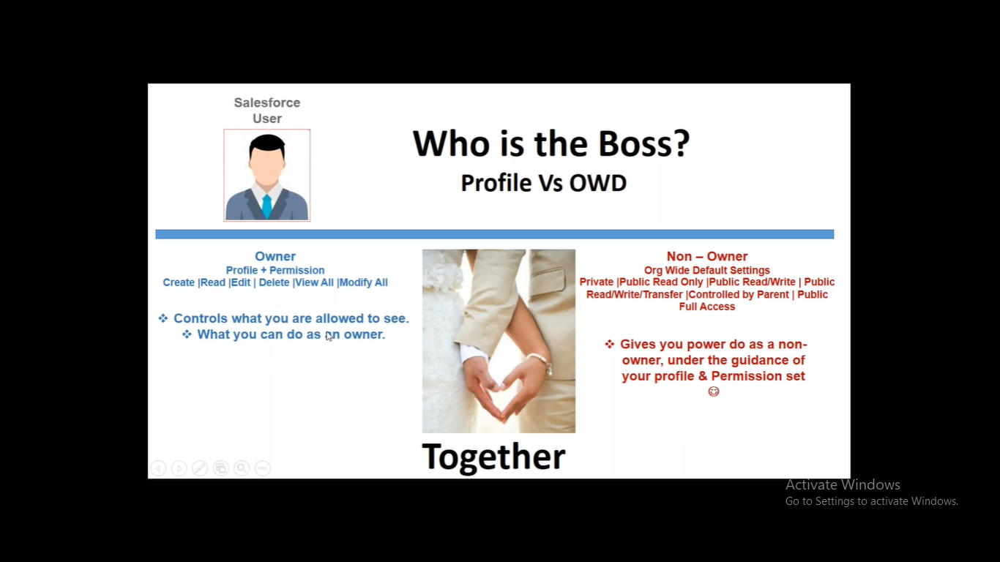 Salesforce
User
Who is the Boss?
Profile Vs OWD
Owner
Profile + Permission
Create |Read |Edit | Delete |View All |Modify All
❖ Controls what you are allowed to see.
❖ What you can do as an owner.
Non – Owner
Org Wide Default Settings
Private |Public Read Only |Public Read/Write | Public
Read/Write/Transfer |Controlled by Parent | Public
Full Access
❖ Gives you power do as a non-
owner, under the guidance of
your profile & Permission set
☺
Together
Activate Windows
Go to Settings to activate Windows.